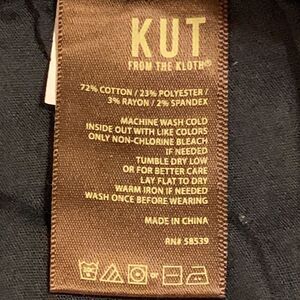 KUT
FROM THE KLOTH®
72% COTTON / 23% POLYESTER /
3% RAYON / 2% SPANDEX
MACHINE WASH COLD
INSIDE OUT WITH LIKE COLORS
ONLY NON-CHLORINE BLEACH
IF NEEDED
TUMBLE DRY LOW
OR FOR BETTER CARE
LAY FLAT TO DRY
WARM IRON IF NEEDED
WASH ONCE BEFORE WEARING
MADE IN CHINA
RN# 58539
or